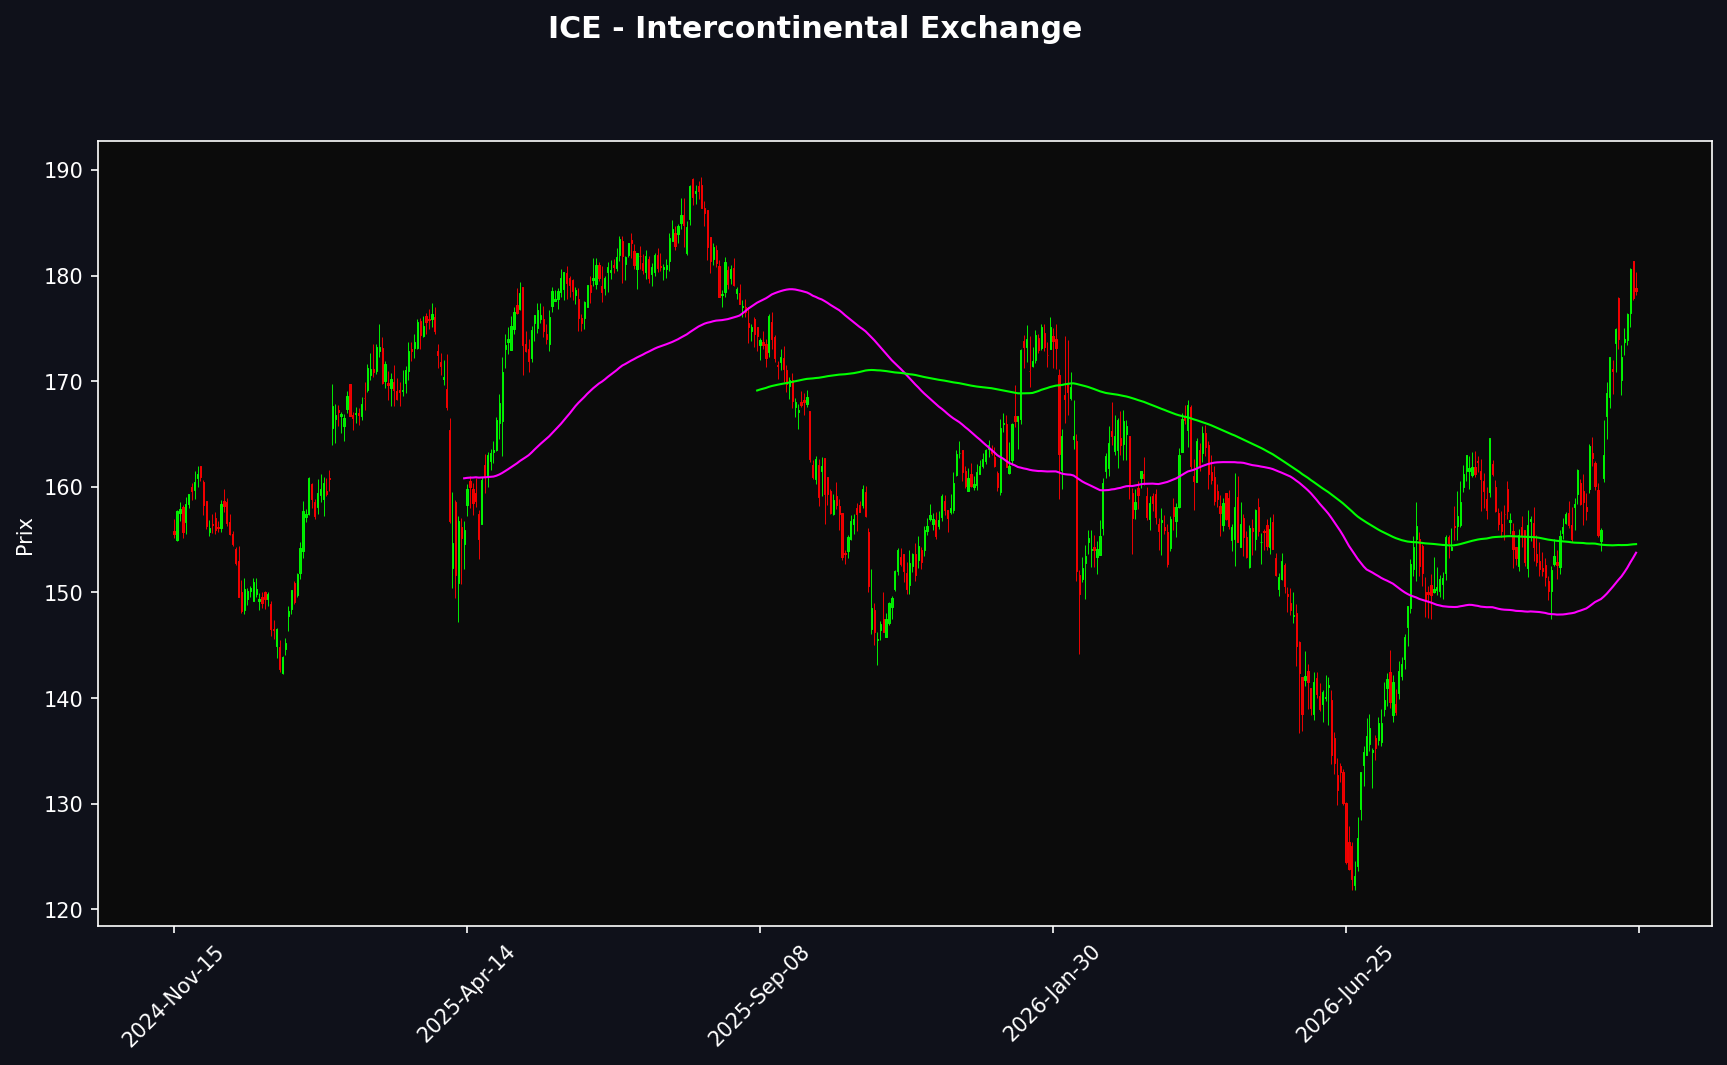 ICE - Intercontinental Exchange
Prix
190
180
170
160
150
140
130
120
2024-Nov-15
2025-Apr-14
2025-Sep-08
2026-Jan-30
2026-Jun-25